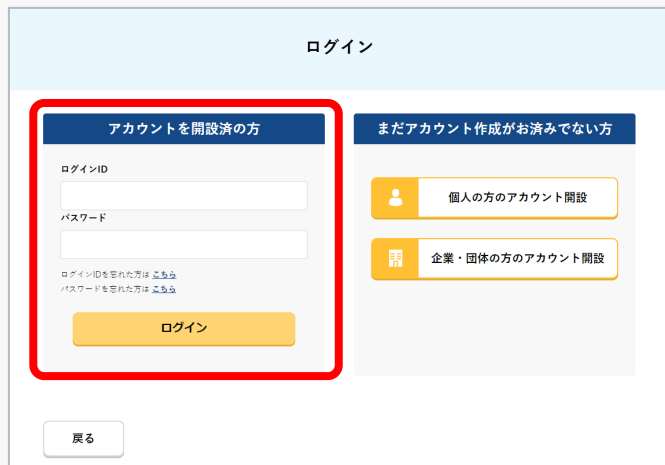 ログイン
アカウントを開設済の方
ログインID
パスワード
ログインIDを忘れた方は こちら
パスワードを忘れた方は こちら
ログイン
まだアカウント作成がお済みでない方
個人の方のアカウント開設
企業・団体の方のアカウント開設
戻る